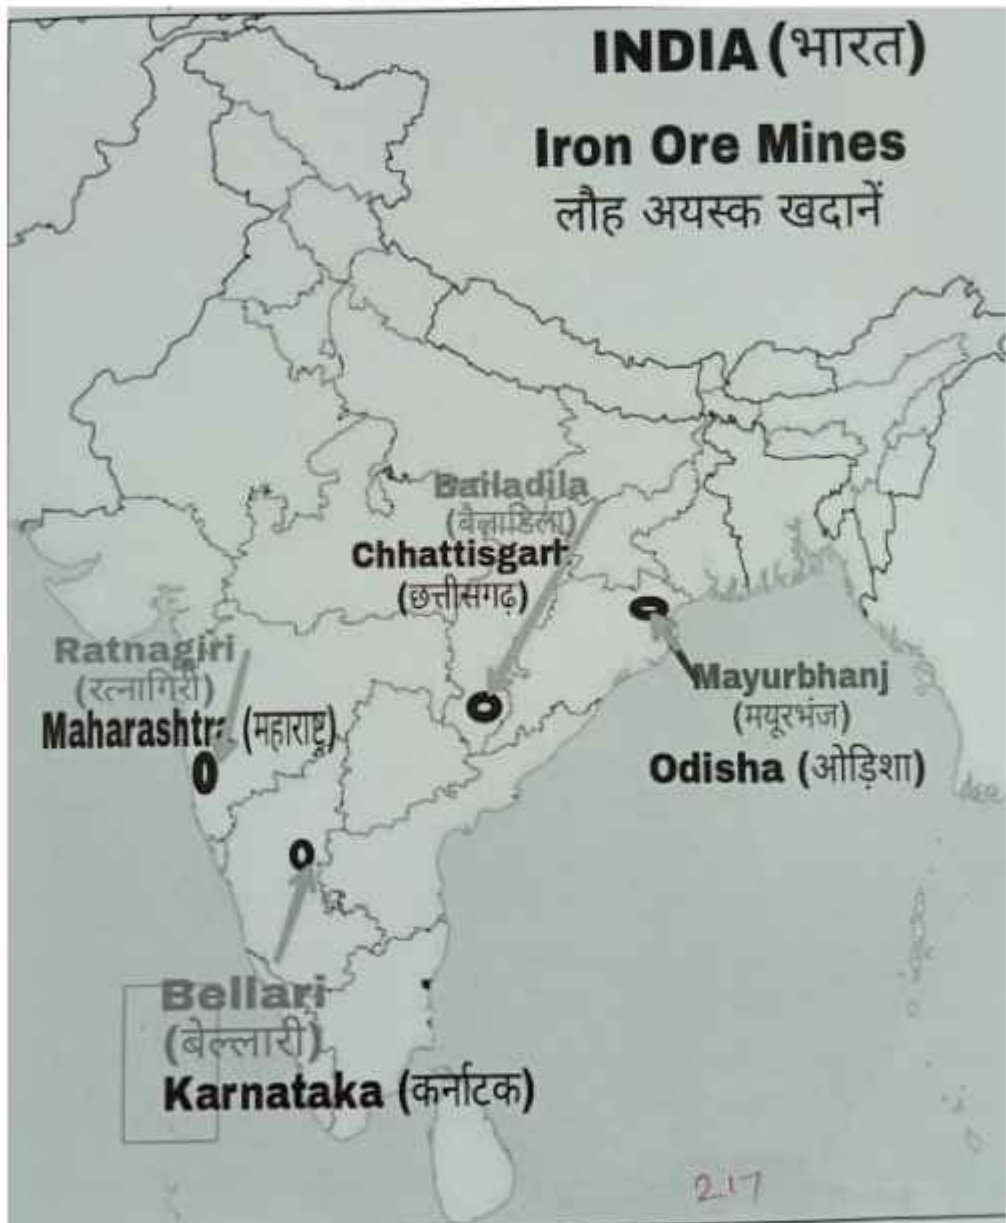 INDIA (भारत)
Iron Ore Mines
लौह अयस्क खदानें
Bailadila
(बैलाडिला)
Chhattisgarh
(छत्तीसगढ़)
Ratnagiri
(रत्नागिरी)
Maharashtra (महाराष्ट्र)
Mayurbhanj
(मयूरभंज)
Odisha (ओड़िशा)
Bellari
(बेल्लारी)
Karnataka (कर्नाटक)
217